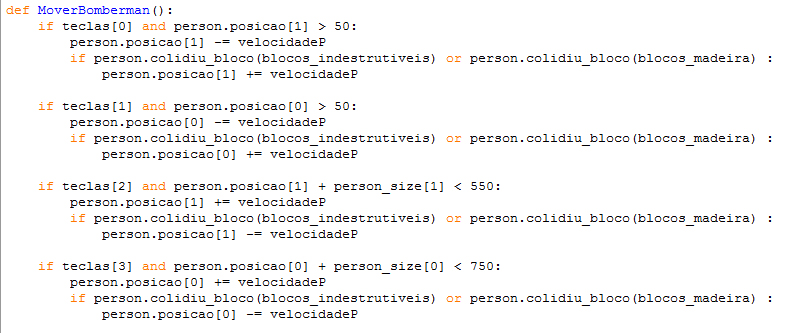 def MoverBomberman():
    if teclas[0] and person.posicao[1] > 50:
        person.posicao[1] -= velocidadeP
        if person.colidiu_bloco(blocos_indestrutiveis) or person.colidiu_bloco(blocos_madeira) :
            person.posicao[1] += velocidadeP

    if teclas[1] and person.posicao[0] > 50:
        person.posicao[0] -= velocidadeP
        if person.colidiu_bloco(blocos_indestrutiveis) or person.colidiu_bloco(blocos_madeira) :
            person.posicao[0] += velocidadeP

    if teclas[2] and person.posicao[1] + person_size[1] < 550:
        person.posicao[1] += velocidadeP
        if person.colidiu_bloco(blocos_indestrutiveis) or person.colidiu_bloco(blocos_madeira) :
            person.posicao[1] -= velocidadeP

    if teclas[3] and person.posicao[0] + person_size[0] < 750:
        person.posicao[0] += velocidadeP
        if person.colidiu_bloco(blocos_indestrutiveis) or person.colidiu_bloco(blocos_madeira) :
            person.posicao[0] -= velocidadeP